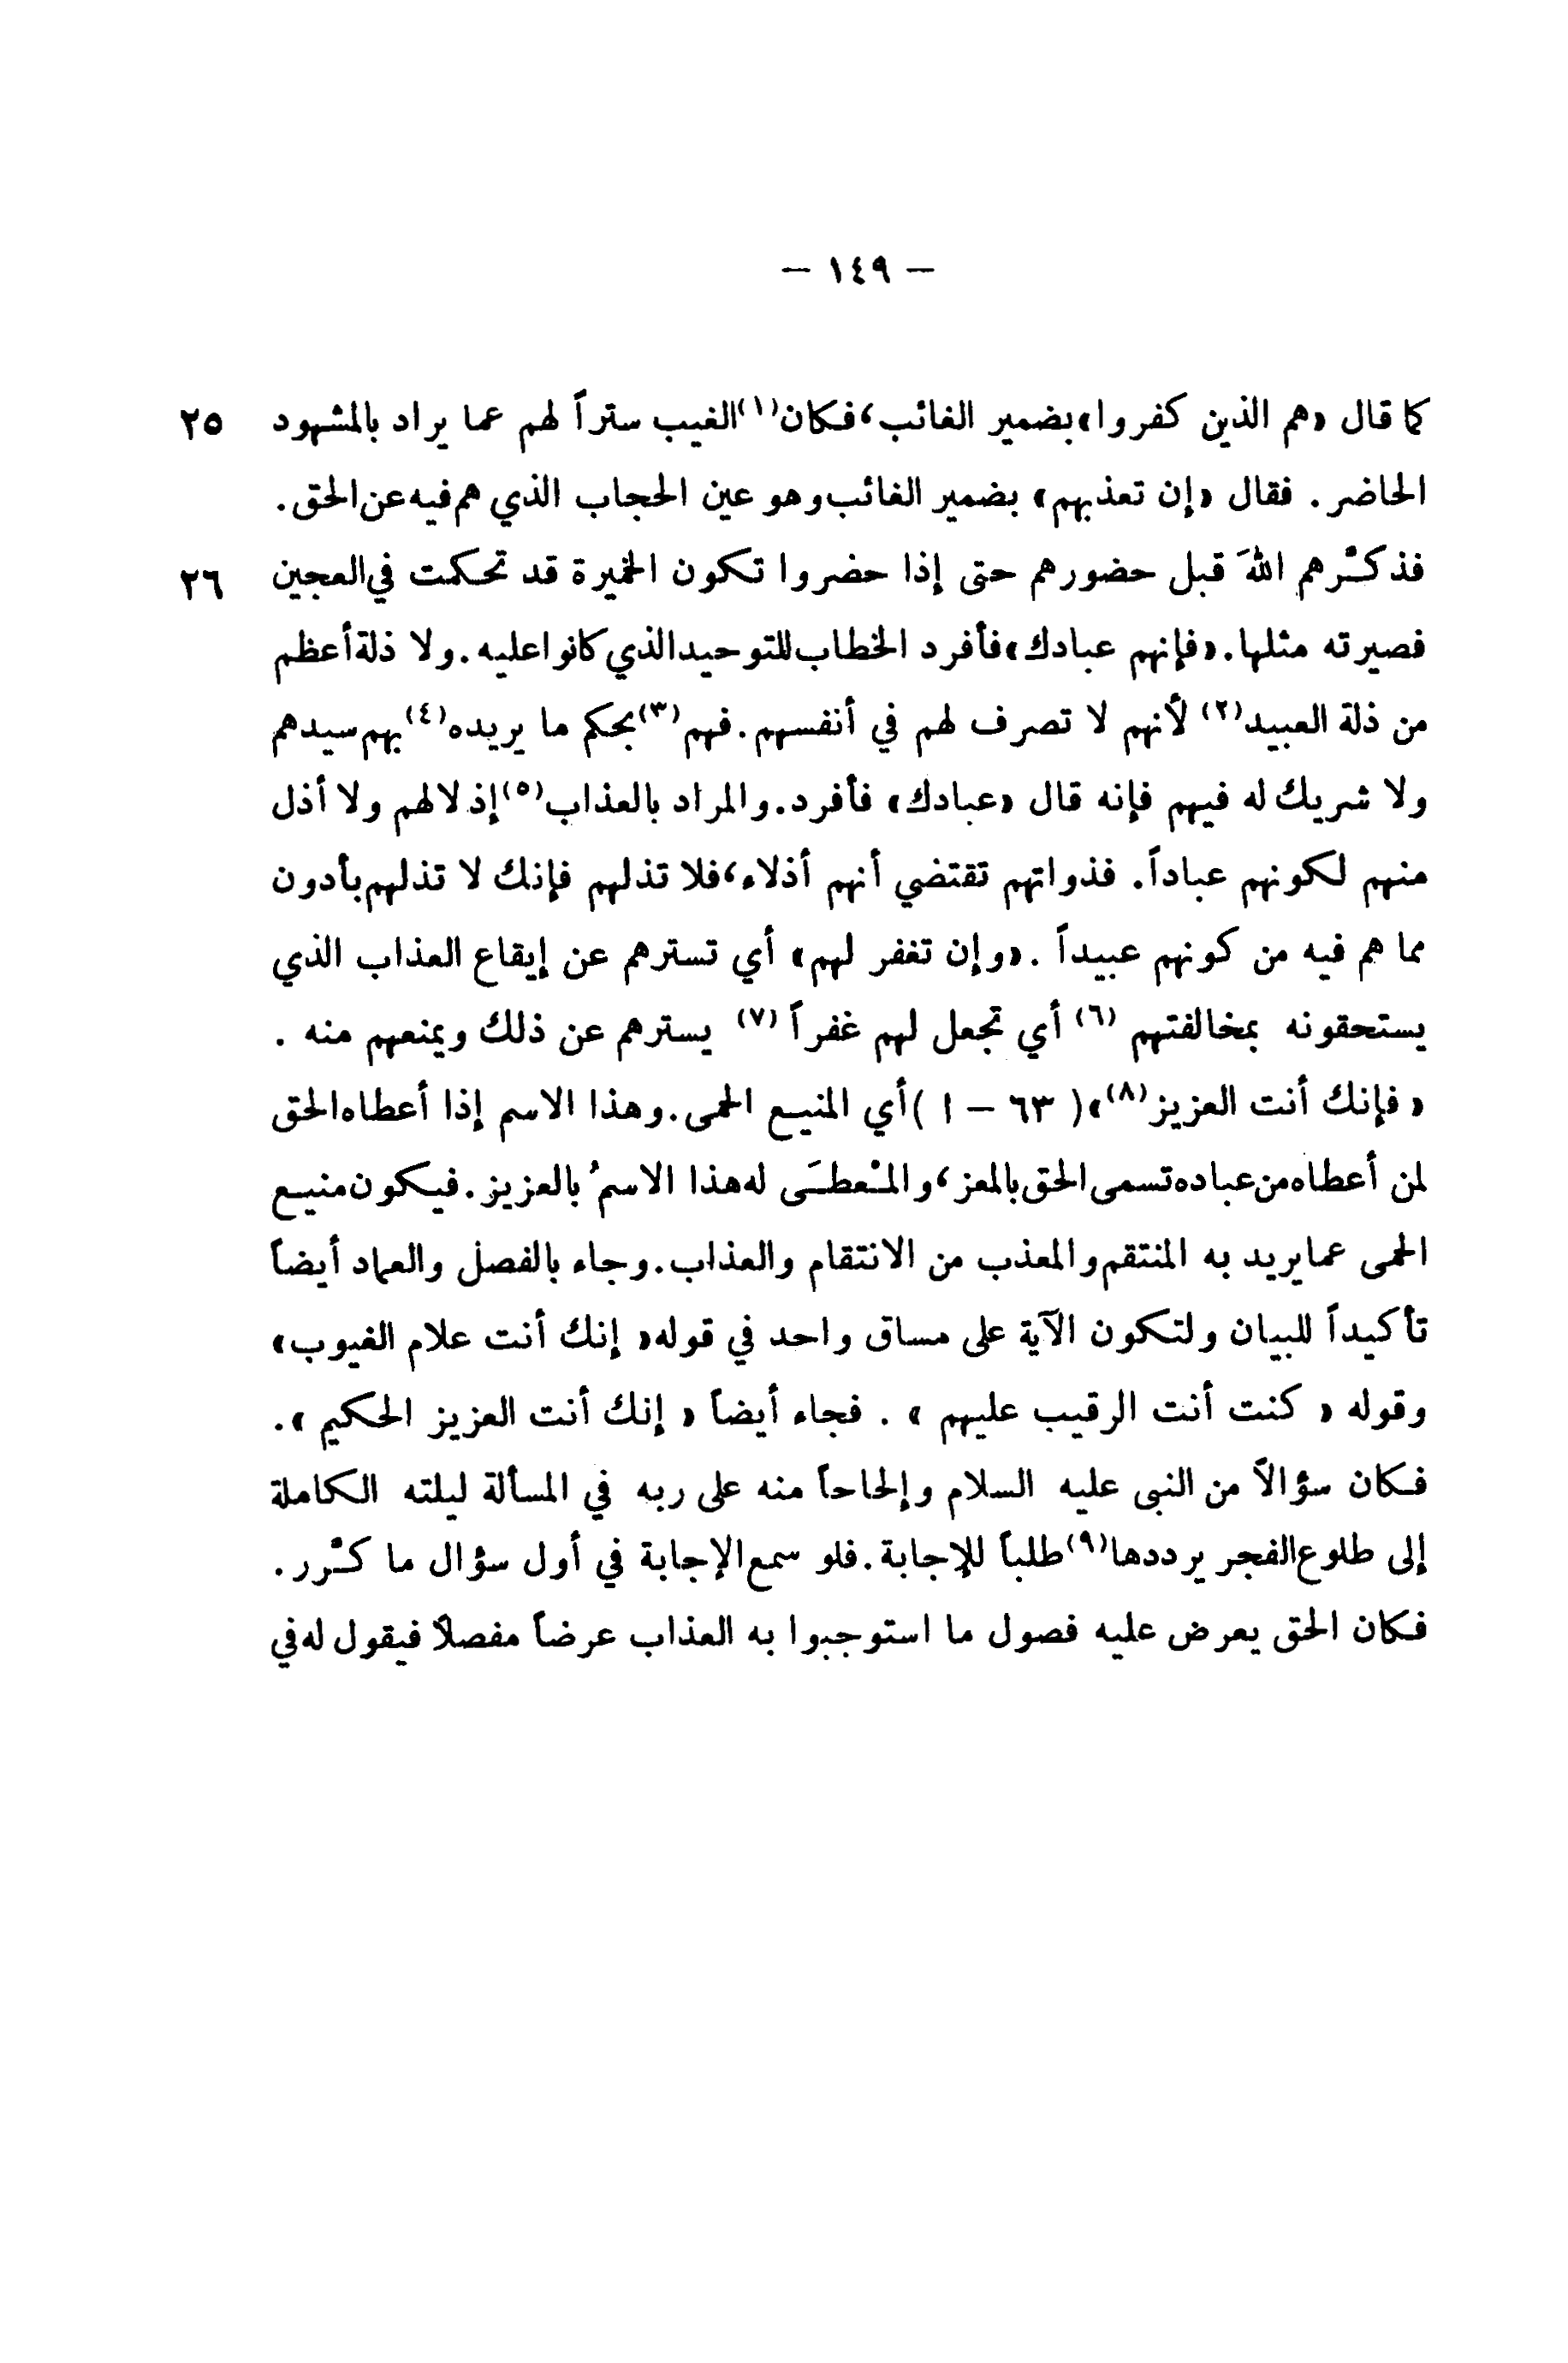 — ١٤٩ —
كما قال «هم الذين كفروا» بضمير الغائب، فكان(١) الغيب ستراً لهم عما يراد بالمشهود ٢٥
الحاضر. فقال «إن تعذبهم» بضمير الغائب وهو عين الحجاب الذي هم فيه عن الحق.
فذكَّرهم اللهَ قبل حضورهم حتى إذا حضروا تكون الخميرة قد تحكمت في العجين ٢٦
فصيرته مثلها. «فإنهم عبادك» فأفرد الخطاب للتوحيد الذي كانوا عليه. ولا ذلة أعظم
من ذلة العبيد(٢) لأنهم لا تصرف لهم في أنفسهم. فهم(٣) بحكم ما يريده(٤) بهم سيدهم
ولا شريك له فيهم فإنه قال «عبادك» فأفرد. والمراد بالعذاب(٥) إذلالهم ولا أذل
منهم لكونهم عباداً. فذواتهم تقتضي أنهم أذلاء، فلا تذلهم فإنك لا تذلهم بأدون
مما هم فيه من كونهم عبيداً. «وإن تغفر لهم» أي تسترهم عن إيقاع العذاب الذي
يستحقونه بمخالفتهم (٦) أي تجعل لهم غفراً (٧) يسترهم عن ذلك ويمنعهم منه .
« فإنك أنت العزيز(٨)» ( ٦٣ – ا ) أي المنيع الحمى. وهذا الاسم إذا أعطاه الحق
لمن أعطاه من عباده تسمى الحق بالمعز، والمُعْطَى له هذا الاسمُ بالعزيز. فيكون منيع
الحمى عما يريد به المنتقم والمعذب من الانتقام والعذاب. وجاء بالفصل والعماد أيضاً
تأكيداً للبيان ولتكون الآية على مساق واحد في قوله « إنك أنت علام الغيوب»
وقوله « كنت أنت الرقيب عليهم » . فجاء أيضاً « إنك أنت العزيز الحكيم ».
فكان سؤالاً من النبي عليه السلام وإلحاحاً منه على ربه في المسألة ليلته الكاملة
إلى طلوع الفجر يرددها(٩) طلباً للإجابة. فلو سمع الإجابة في أول سؤال ما كرَّر.
فكان الحق يعرض عليه فصول ما استوجبوا به العذاب عرضاً مفصلاً فيقول له في